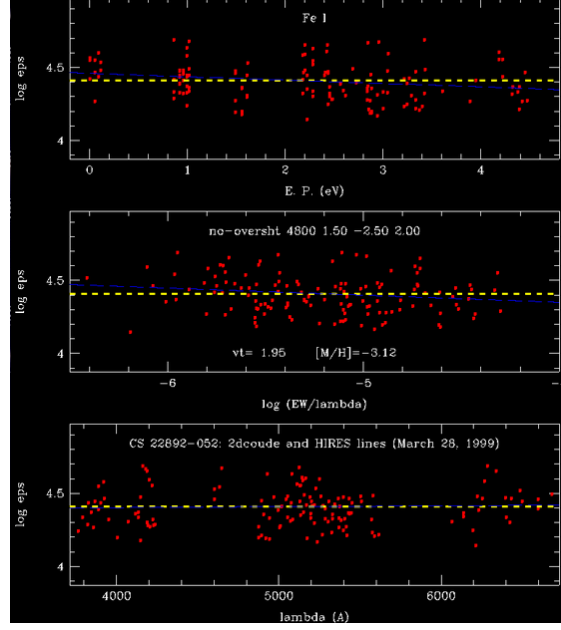 Fe I
log eps
4.5
4
0 1 2 3 4
E. P. (eV)
no-oversht 4800 1.50 -2.50 2.00
log eps
4.5
4
vt= 1.95 [M/H]=-3.12
-6 -5
log (EW/lambda)
CS 22892-052: 2dcoude and HIRES lines (March 28, 1999)
log eps
4.5
4
4000 5000 6000
lambda (A)